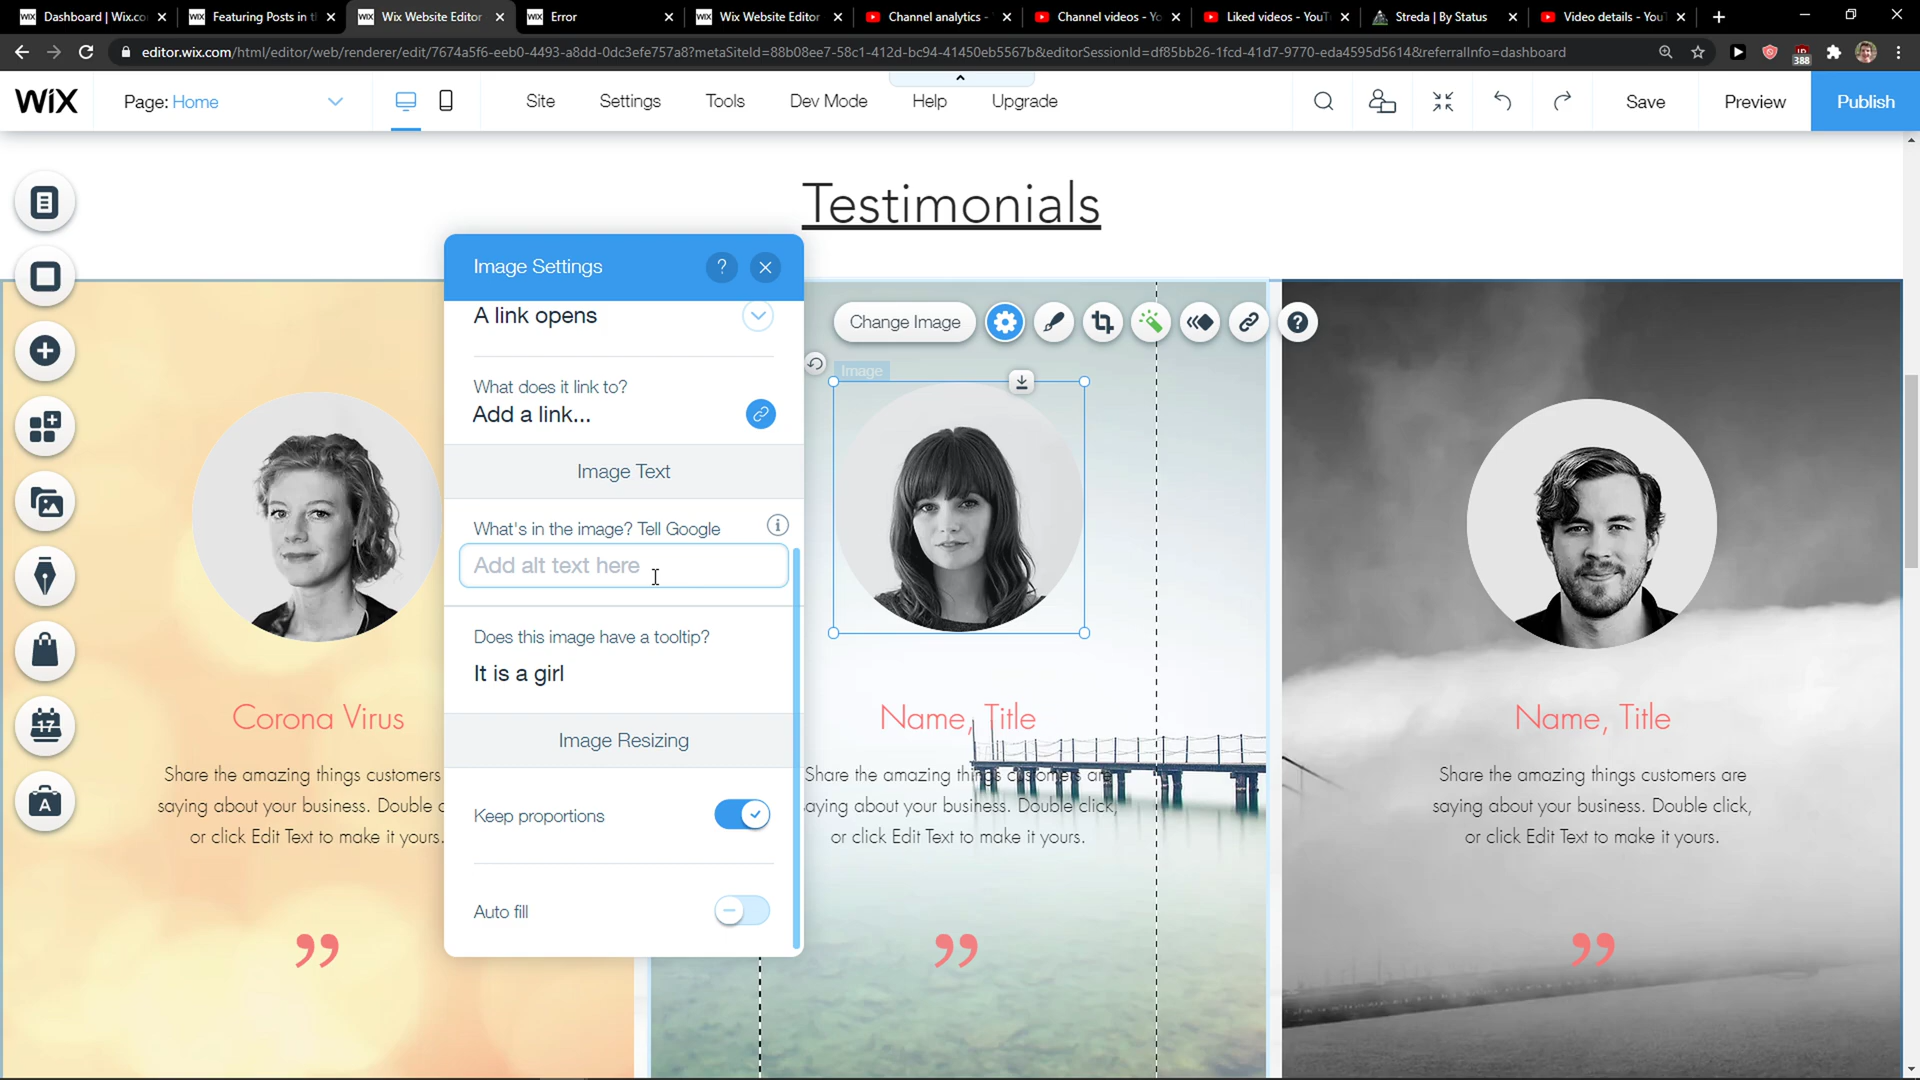 Dashboard | Wix.co
Featuring Posts in t
Wix Website Editor
Error
Wix Website Editor
Channel analytics -
Channel videos - Yo
Liked videos - YouT
Streda | By Status
Video details - You
editor.wix.com/html/editor/web/renderer/edit/7674a5f6-eeb0-4493-a8dd-0dc3efe757a8?metaSiteId=88b08ee7-58c1-412d-bc94-41450eb5567b&editorSessionId=df85bb26-1fcd-41d7-9770-eda4595d5614&referralInfo=dashboard
388
WiX
Page: Home
Site
Settings
Tools
Dev Mode
Help
Upgrade
Save
Preview
Publish
Testimonials
Image Settings
?
A link opens
What does it link to?
Add a link...
Image Text
What's in the image? Tell Google
Add alt text here
Does this image have a tooltip?
It is a girl
Image Resizing
Keep proportions
Auto fill
Change Image
?
Image
17
A
Corona Virus
Share the amazing things customers
saying about your business. Double c
or click Edit Text to make it yours.
”
Name, Title
Share the amazing things customers are
aying about your business. Double click,
or click Edit Text to make it yours.
”
Name, Title
Share the amazing things customers are
saying about your business. Double click,
or click Edit Text to make it yours.
”